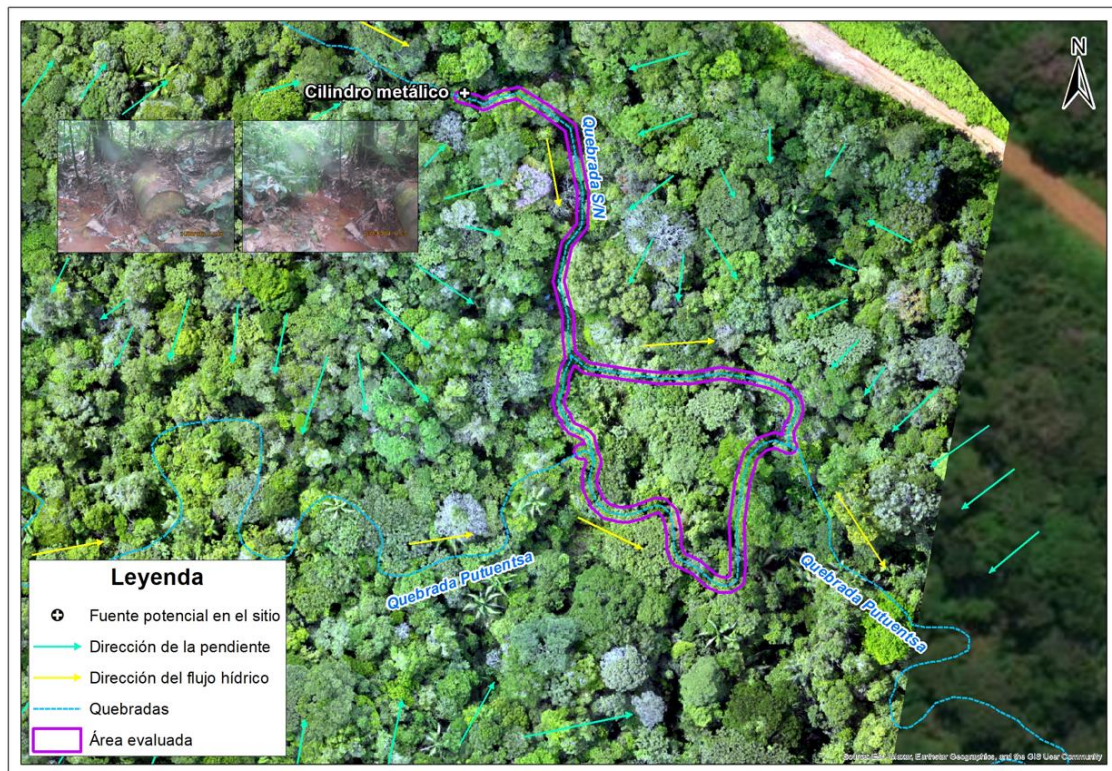 N
Cilindro metálico
Quebrada S/N
Quebrada Putuentsa
Quebrada Putuentsa
Leyenda
Fuente potencial en el sitio
Dirección de la pendiente
Dirección del flujo hídrico
Quebradas
Área evaluada
Source: Esri, Maxar, Earthstar Geographics, and the GIS User Community